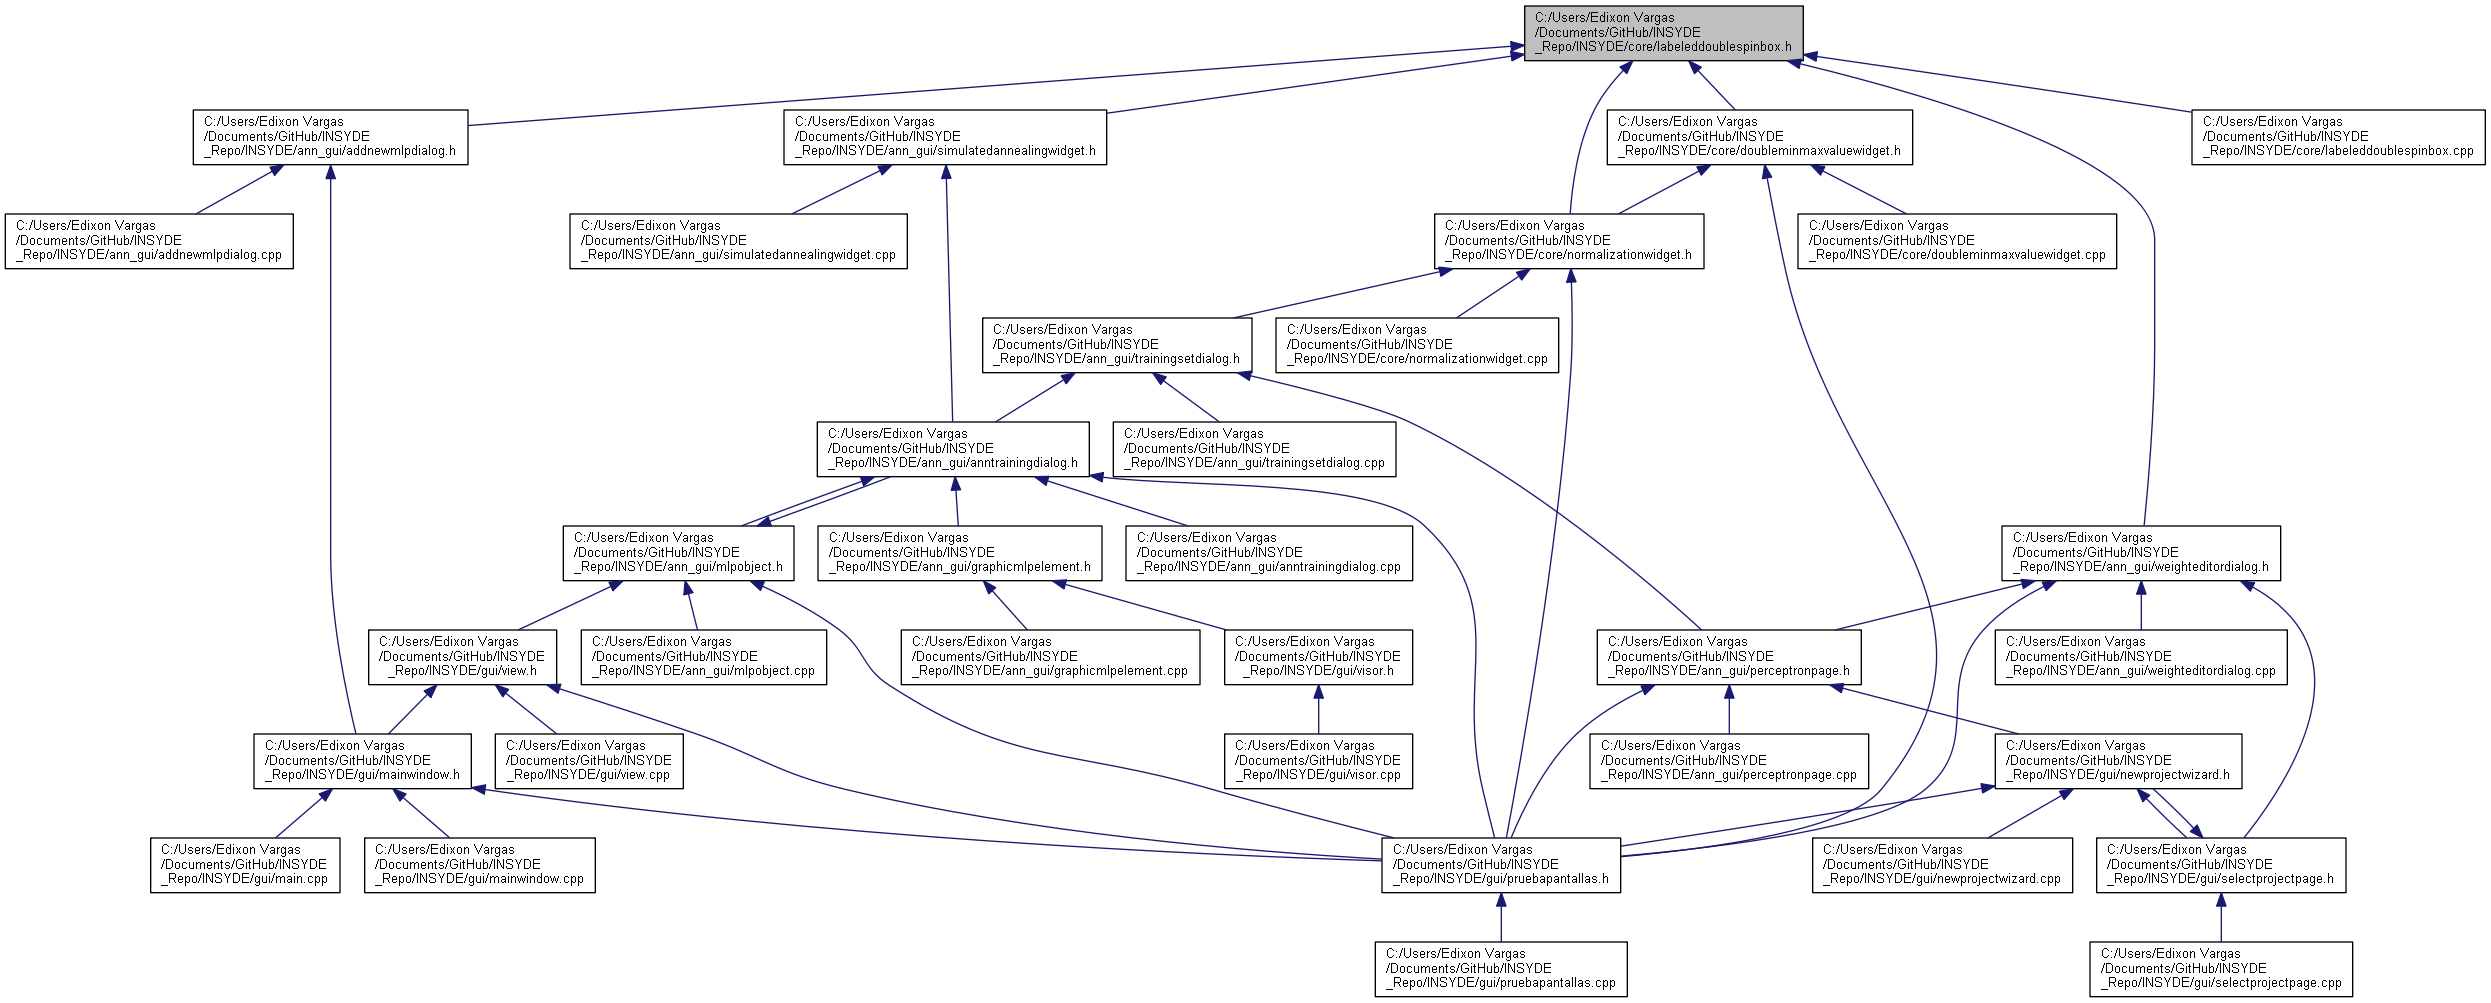 C:/Users/Edixon Vargas
/Documents/GitHub/INSYDE
_Repo/INSYDE/core/labeleddoublespinbox.h
C:/Users/Edixon Vargas
/Documents/GitHub/INSYDE
_Repo/INSYDE/ann_gui/addnewmlpdialog.h
C:/Users/Edixon Vargas
/Documents/GitHub/INSYDE
_Repo/INSYDE/ann_gui/simulatedannealingwidget.h
C:/Users/Edixon Vargas
/Documents/GitHub/INSYDE
_Repo/INSYDE/core/doubleminmaxvaluewidget.h
C:/Users/Edixon Vargas
/Documents/GitHub/INSYDE
_Repo/INSYDE/core/labeleddoublespinbox.cpp
C:/Users/Edixon Vargas
/Documents/GitHub/INSYDE
_Repo/INSYDE/ann_gui/addnewmlpdialog.cpp
C:/Users/Edixon Vargas
/Documents/GitHub/INSYDE
_Repo/INSYDE/ann_gui/simulatedannealingwidget.cpp
C:/Users/Edixon Vargas
/Documents/GitHub/INSYDE
_Repo/INSYDE/core/normalizationwidget.h
C:/Users/Edixon Vargas
/Documents/GitHub/INSYDE
_Repo/INSYDE/core/doubleminmaxvaluewidget.cpp
C:/Users/Edixon Vargas
/Documents/GitHub/INSYDE
_Repo/INSYDE/ann_gui/trainingsetdialog.h
C:/Users/Edixon Vargas
/Documents/GitHub/INSYDE
_Repo/INSYDE/core/normalizationwidget.cpp
C:/Users/Edixon Vargas
/Documents/GitHub/INSYDE
_Repo/INSYDE/ann_gui/anntrainingdialog.h
C:/Users/Edixon Vargas
/Documents/GitHub/INSYDE
_Repo/INSYDE/ann_gui/trainingsetdialog.cpp
C:/Users/Edixon Vargas
/Documents/GitHub/INSYDE
_Repo/INSYDE/ann_gui/mlpobject.h
C:/Users/Edixon Vargas
/Documents/GitHub/INSYDE
_Repo/INSYDE/ann_gui/graphicmlpelement.h
C:/Users/Edixon Vargas
/Documents/GitHub/INSYDE
_Repo/INSYDE/ann_gui/anntrainingdialog.cpp
C:/Users/Edixon Vargas
/Documents/GitHub/INSYDE
_Repo/INSYDE/ann_gui/weighteditordialog.h
C:/Users/Edixon Vargas
/Documents/GitHub/INSYDE
_Repo/INSYDE/gui/view.h
C:/Users/Edixon Vargas
/Documents/GitHub/INSYDE
_Repo/INSYDE/ann_gui/mlpobject.cpp
C:/Users/Edixon Vargas
/Documents/GitHub/INSYDE
_Repo/INSYDE/ann_gui/graphicmlpelement.cpp
C:/Users/Edixon Vargas
/Documents/GitHub/INSYDE
_Repo/INSYDE/gui/visor.h
C:/Users/Edixon Vargas
/Documents/GitHub/INSYDE
_Repo/INSYDE/ann_gui/perceptronpage.h
C:/Users/Edixon Vargas
/Documents/GitHub/INSYDE
_Repo/INSYDE/ann_gui/weighteditordialog.cpp
C:/Users/Edixon Vargas
/Documents/GitHub/INSYDE
_Repo/INSYDE/gui/mainwindow.h
C:/Users/Edixon Vargas
/Documents/GitHub/INSYDE
_Repo/INSYDE/gui/view.cpp
C:/Users/Edixon Vargas
/Documents/GitHub/INSYDE
_Repo/INSYDE/gui/visor.cpp
C:/Users/Edixon Vargas
/Documents/GitHub/INSYDE
_Repo/INSYDE/ann_gui/perceptronpage.cpp
C:/Users/Edixon Vargas
/Documents/GitHub/INSYDE
_Repo/INSYDE/gui/newprojectwizard.h
C:/Users/Edixon Vargas
/Documents/GitHub/INSYDE
_Repo/INSYDE/gui/main.cpp
C:/Users/Edixon Vargas
/Documents/GitHub/INSYDE
_Repo/INSYDE/gui/mainwindow.cpp
C:/Users/Edixon Vargas
/Documents/GitHub/INSYDE
_Repo/INSYDE/gui/pruebapantallas.h
C:/Users/Edixon Vargas
/Documents/GitHub/INSYDE
_Repo/INSYDE/gui/newprojectwizard.cpp
C:/Users/Edixon Vargas
/Documents/GitHub/INSYDE
_Repo/INSYDE/gui/selectprojectpage.h
C:/Users/Edixon Vargas
/Documents/GitHub/INSYDE
_Repo/INSYDE/gui/pruebapantallas.cpp
C:/Users/Edixon Vargas
/Documents/GitHub/INSYDE
_Repo/INSYDE/gui/selectprojectpage.cpp